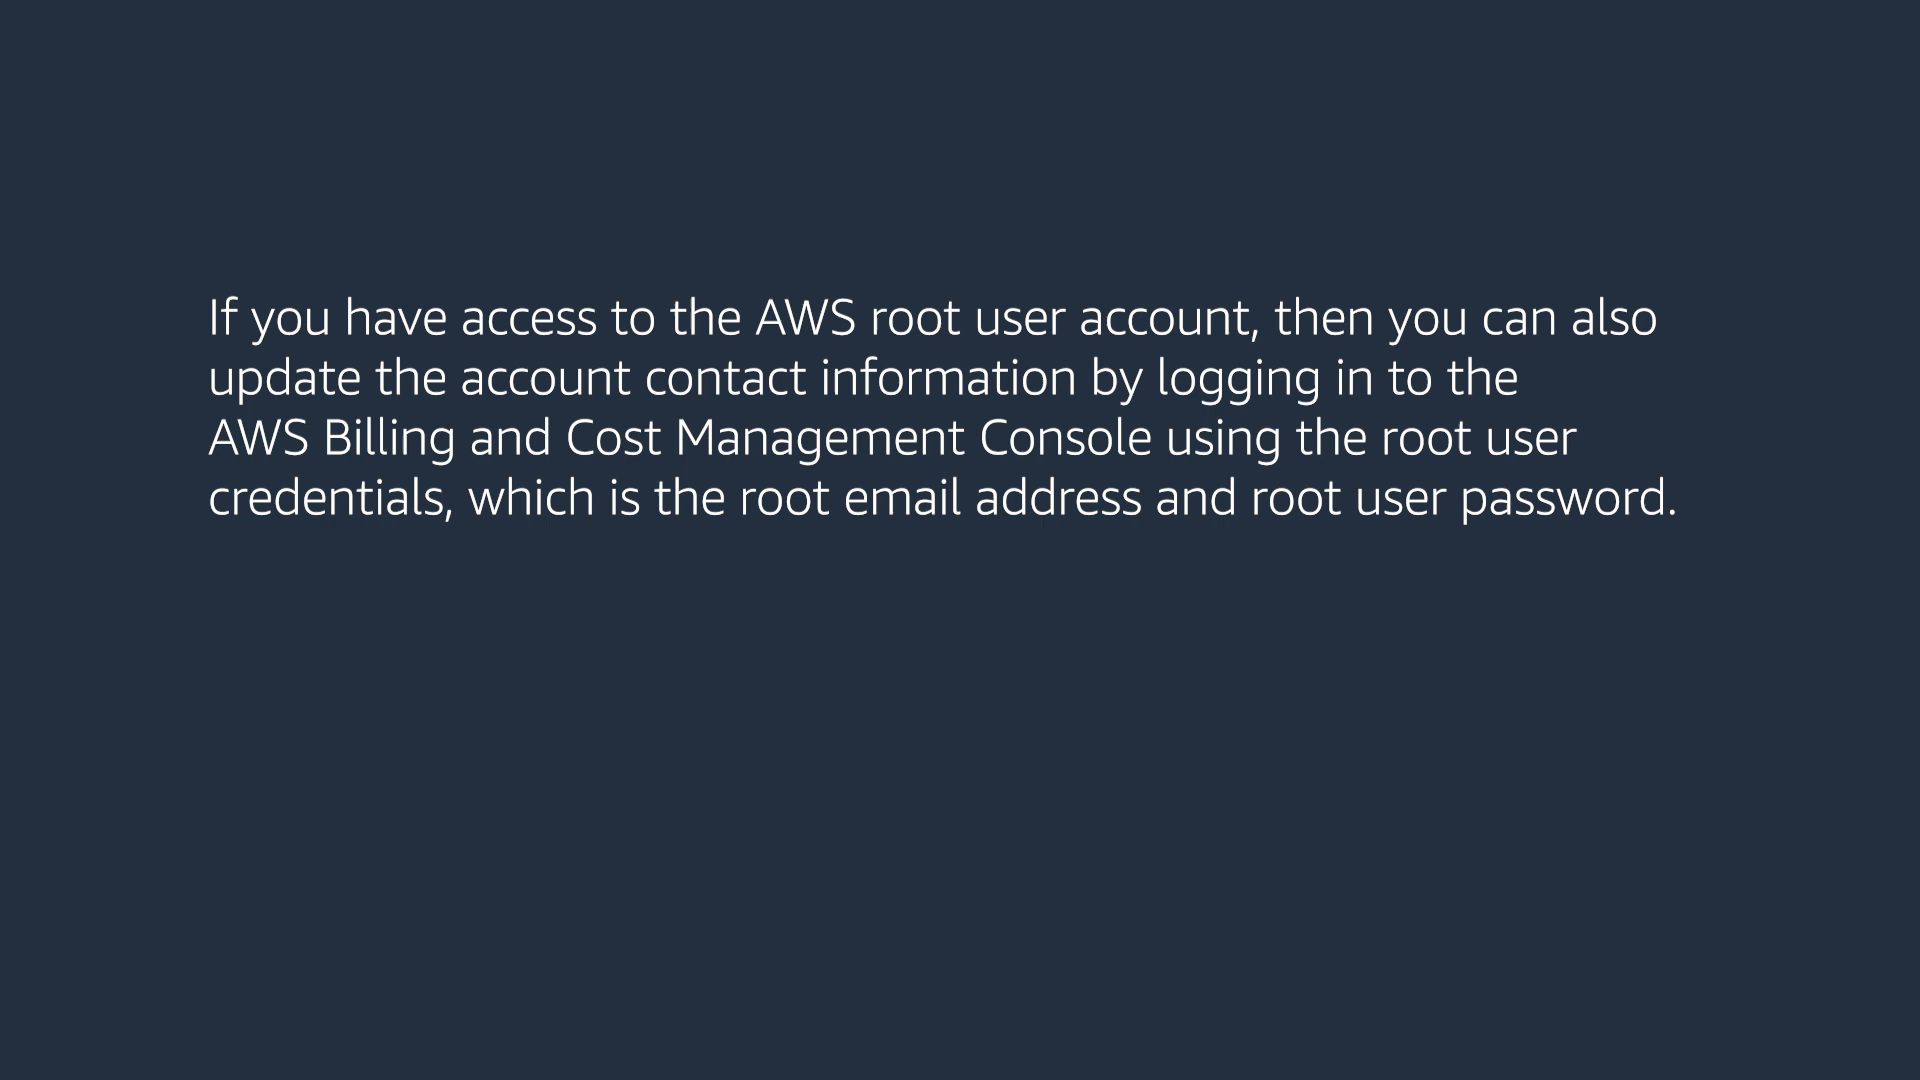 If you have access to the AWS root user account, then you can also
update the account contact information by logging in to the
AWS Billing and Cost Management Console using the root user
credentials, which is the root email address and root user password.